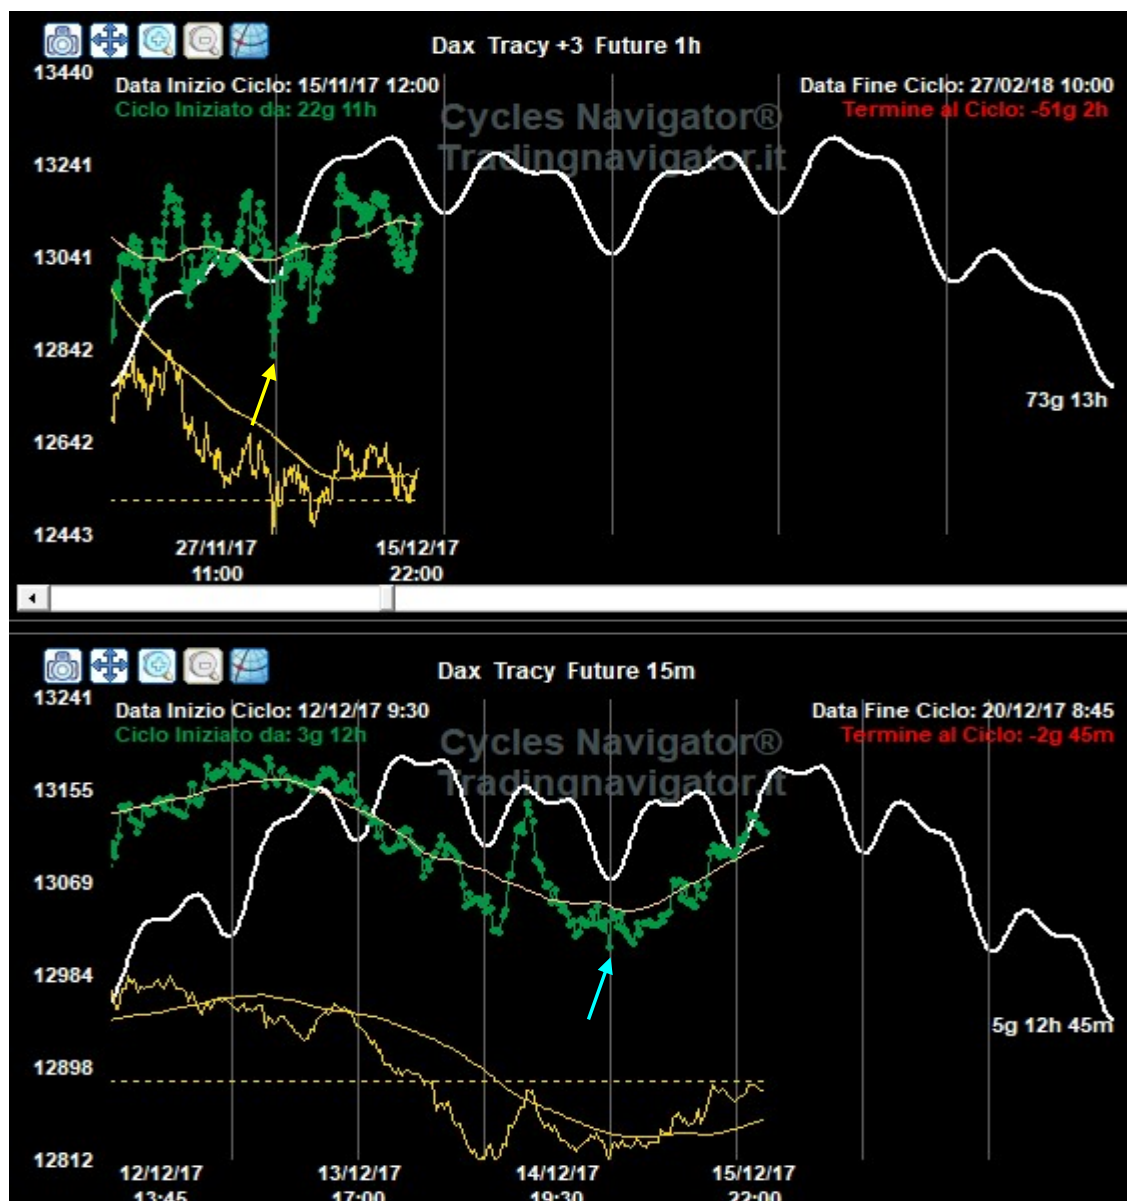 Dax Tracy +3 Future 1h
13440
Data Inizio Ciclo: 15/11/17 12:00
Data Fine Ciclo: 27/02/18 10:00
Ciclo Iniziato da: 22g 11h
Termine al Ciclo: -51g 2h
Cycles Navigator®
Tradingnavigator.it
13241
13041
12842
73g 13h
12642
12443
27/11/17
11:00
15/12/17
22:00
Dax Tracy Future 15m
13241
Data Inizio Ciclo: 12/12/17 9:30
Data Fine Ciclo: 20/12/17 8:45
Ciclo Iniziato da: 3g 12h
Termine al Ciclo: -2g 45m
Cycles Navigator®
Tradingnavigator.it
13155
13069
12984
5g 12h 45m
12898
12812
12/12/17
13:45
13/12/17
17:00
14/12/17
19:30
15/12/17
22:00